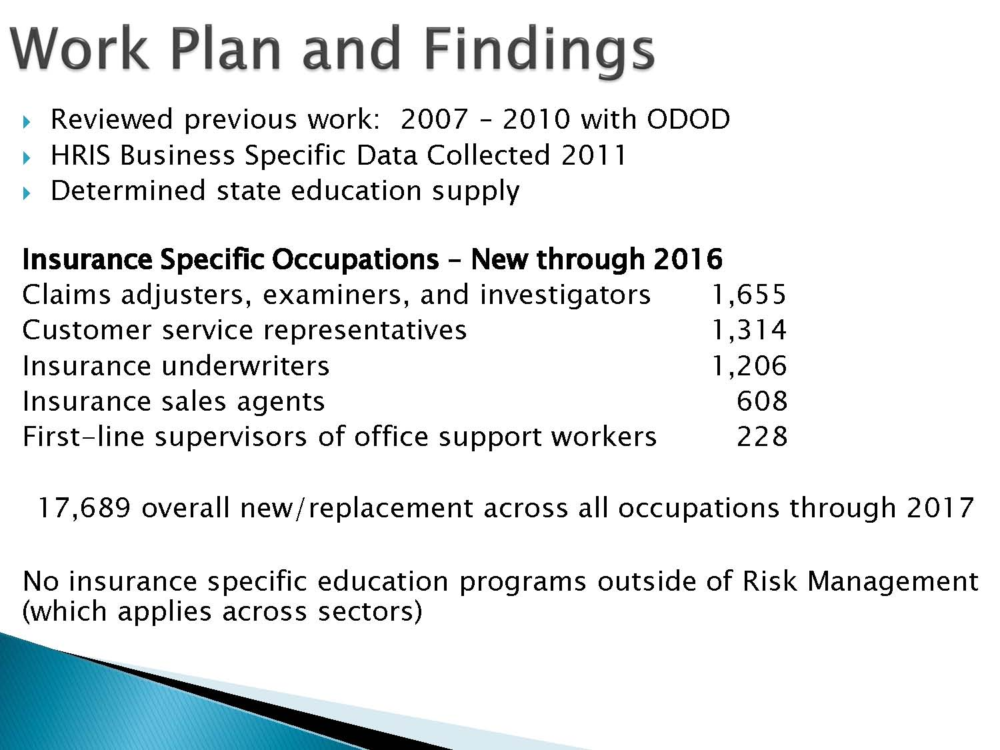 Work Plan and Findings
Reviewed previous work: 2007 – 2010 with ODOD
HRIS Business Specific Data Collected 2011
Determined state education supply
Insurance Specific Occupations – New through 2016
Claims adjusters, examiners, and investigators 1,655
Customer service representatives 1,314
Insurance underwriters 1,206
Insurance sales agents 608
First-line supervisors of office support workers 228
17,689 overall new/replacement across all occupations through 2017
No insurance specific education programs outside of Risk Management
(which applies across sectors)